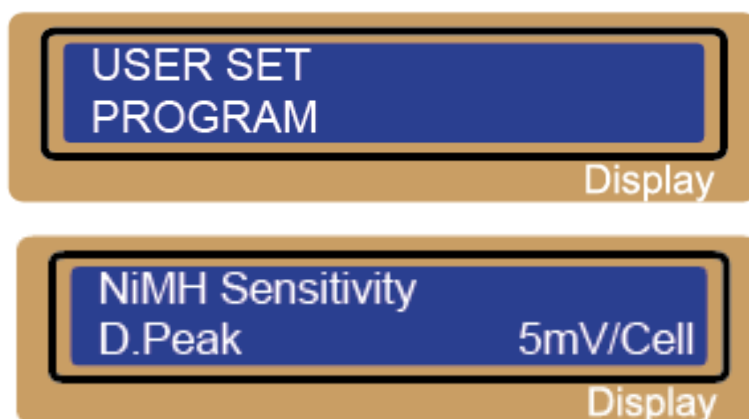 USER SET
PROGRAM
Display
NiMH Sensitivity
D.Peak 5mV/Cell
Display